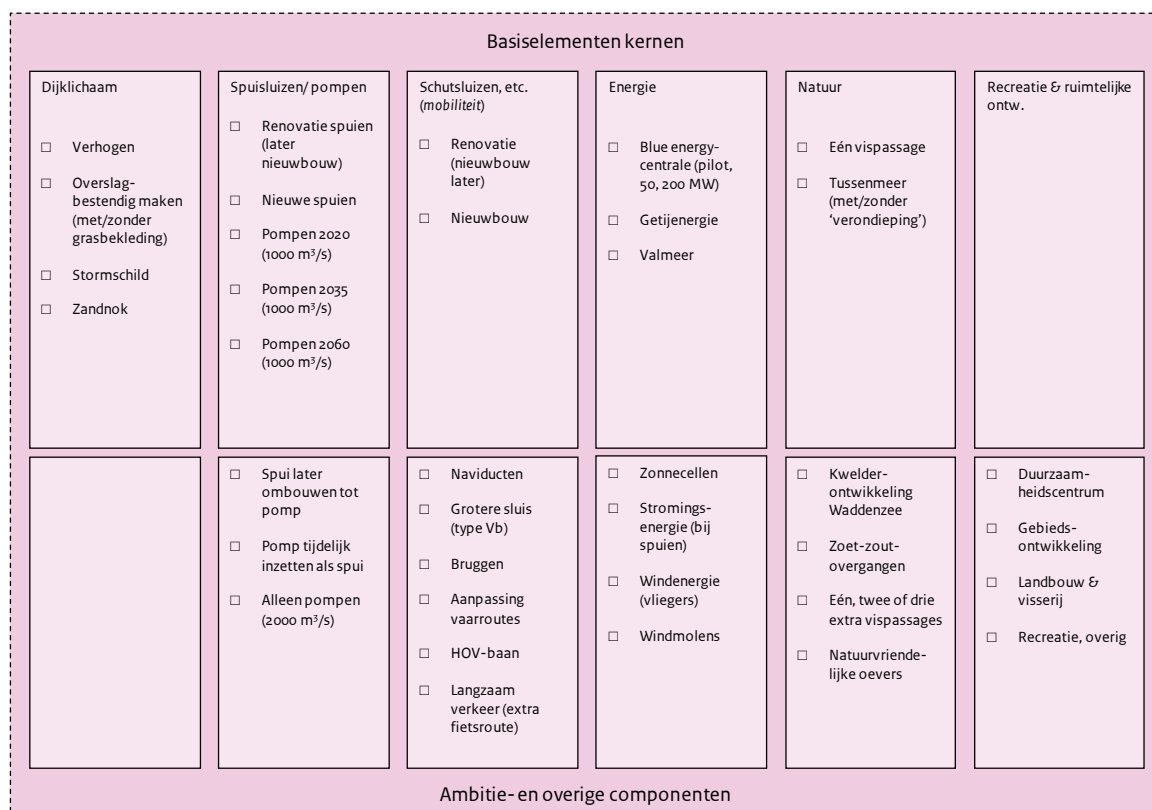 Basiselementen kernen
Dijklichaam
☐ Verhogen
☐ Overslag-
bestendig maken
(met/zonder
grasbekleding)
☐ Stormschild
☐ Zandnok
Spuisluizen/ pompen
☐ Renovatie spuien
(later
nieuwbouw)
☐ Nieuwe spuien
☐ Pompen 2020
(1000 m³/s)
☐ Pompen 2035
(1000 m³/s)
☐ Pompen 2060
(1000 m³/s)
Schutsluizen, etc.
(mobiliteit)
☐ Renovatie
(nieuwbouw
later)
☐ Nieuwbouw
Energie
☐ Blue energy-
centrale (pilot,
50, 200 MW)
☐ Getijenergie
☐ Valmeer
Natuur
☐ Eén vispassage
☐ Tussenmeer
(met/zonder
‘verondieping’)
Recreatie & ruimtelijke
ontw.
☐ Spui later
ombouwen tot
pomp
☐ Pomp tijdelijk
inzetten als spui
☐ Alleen pompen
(2000 m³/s)
☐ Naviducten
☐ Grotere sluis
(type Vb)
☐ Bruggen
☐ Aanpassing
vaarroutes
☐ HOV-baan
☐ Langzaam
verkeer (extra
fietsroute)
☐ Zonnecellen
☐ Stromings-
energie (bij
spuien)
☐ Windenergie
(vliegers)
☐ Windmolens
☐ Kwelder-
ontwikkeling
Waddenzee
☐ Zoet-zout-
overgangen
☐ Eén, twee of drie
extra vispassages
☐ Natuurvriende-
lijke oevers
☐ Duurzaam-
heidscentrum
☐ Gebieds-
ontwikkeling
☐ Landbouw &
visserij
☐ Recreatie, overig
Ambitie- en overige componenten